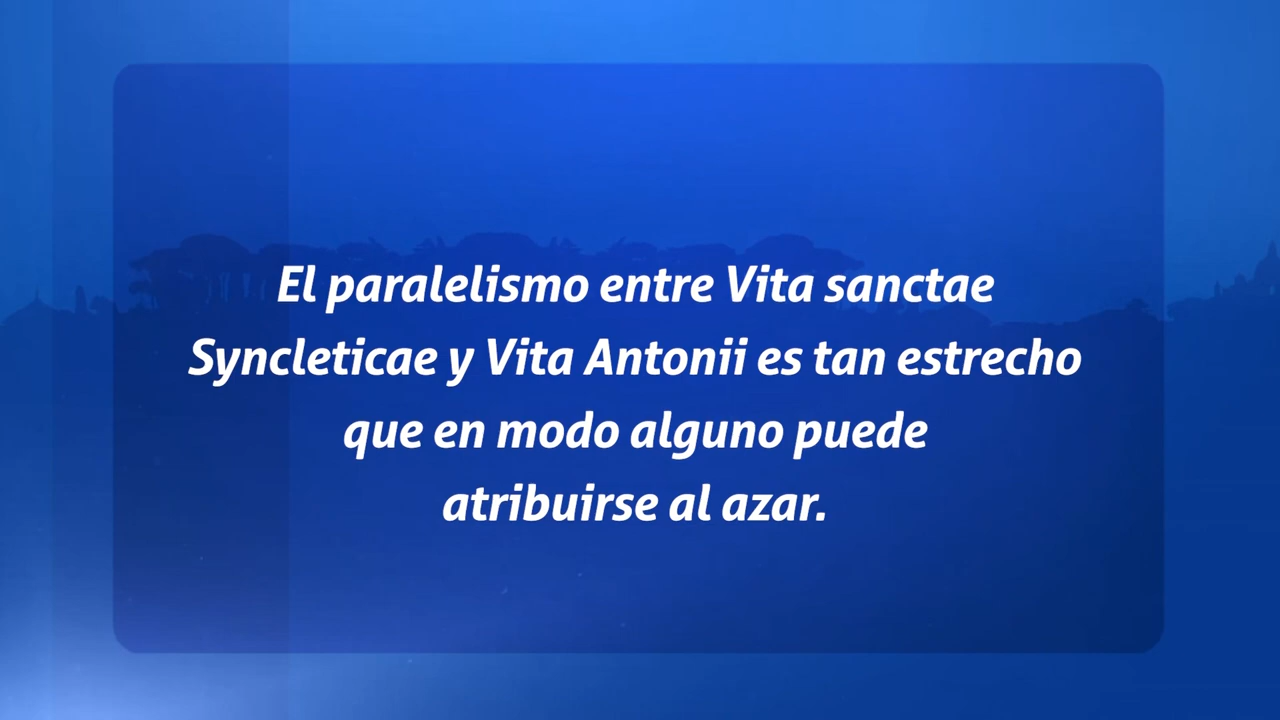 El paralelismo entre Vita sanctae
Syncleticae y Vita Antonii es tan estrecho
que en modo alguno puede
atribuirse al azar.